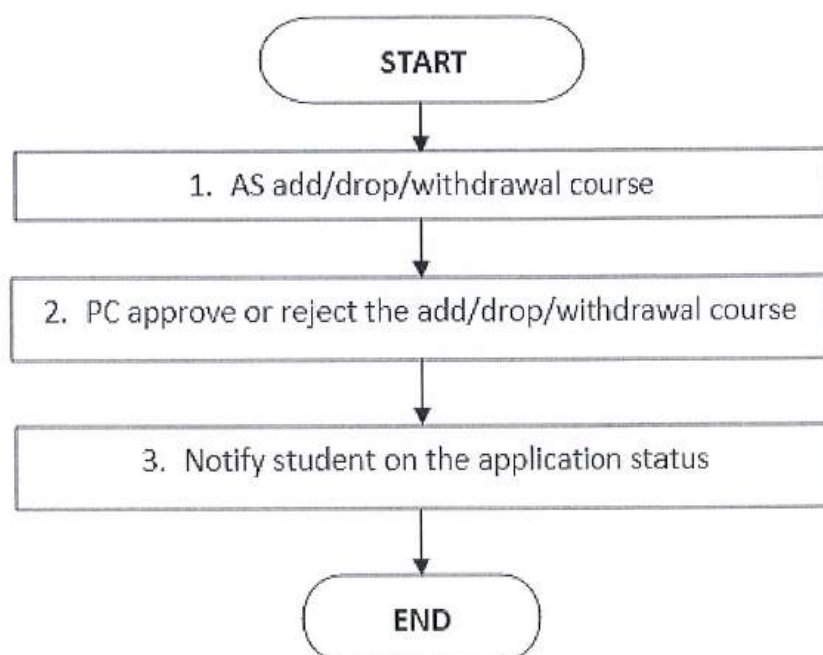 START
1. AS add/drop/withdrawal course
2. PC approve or reject the add/drop/withdrawal course
3. Notify student on the application status
END